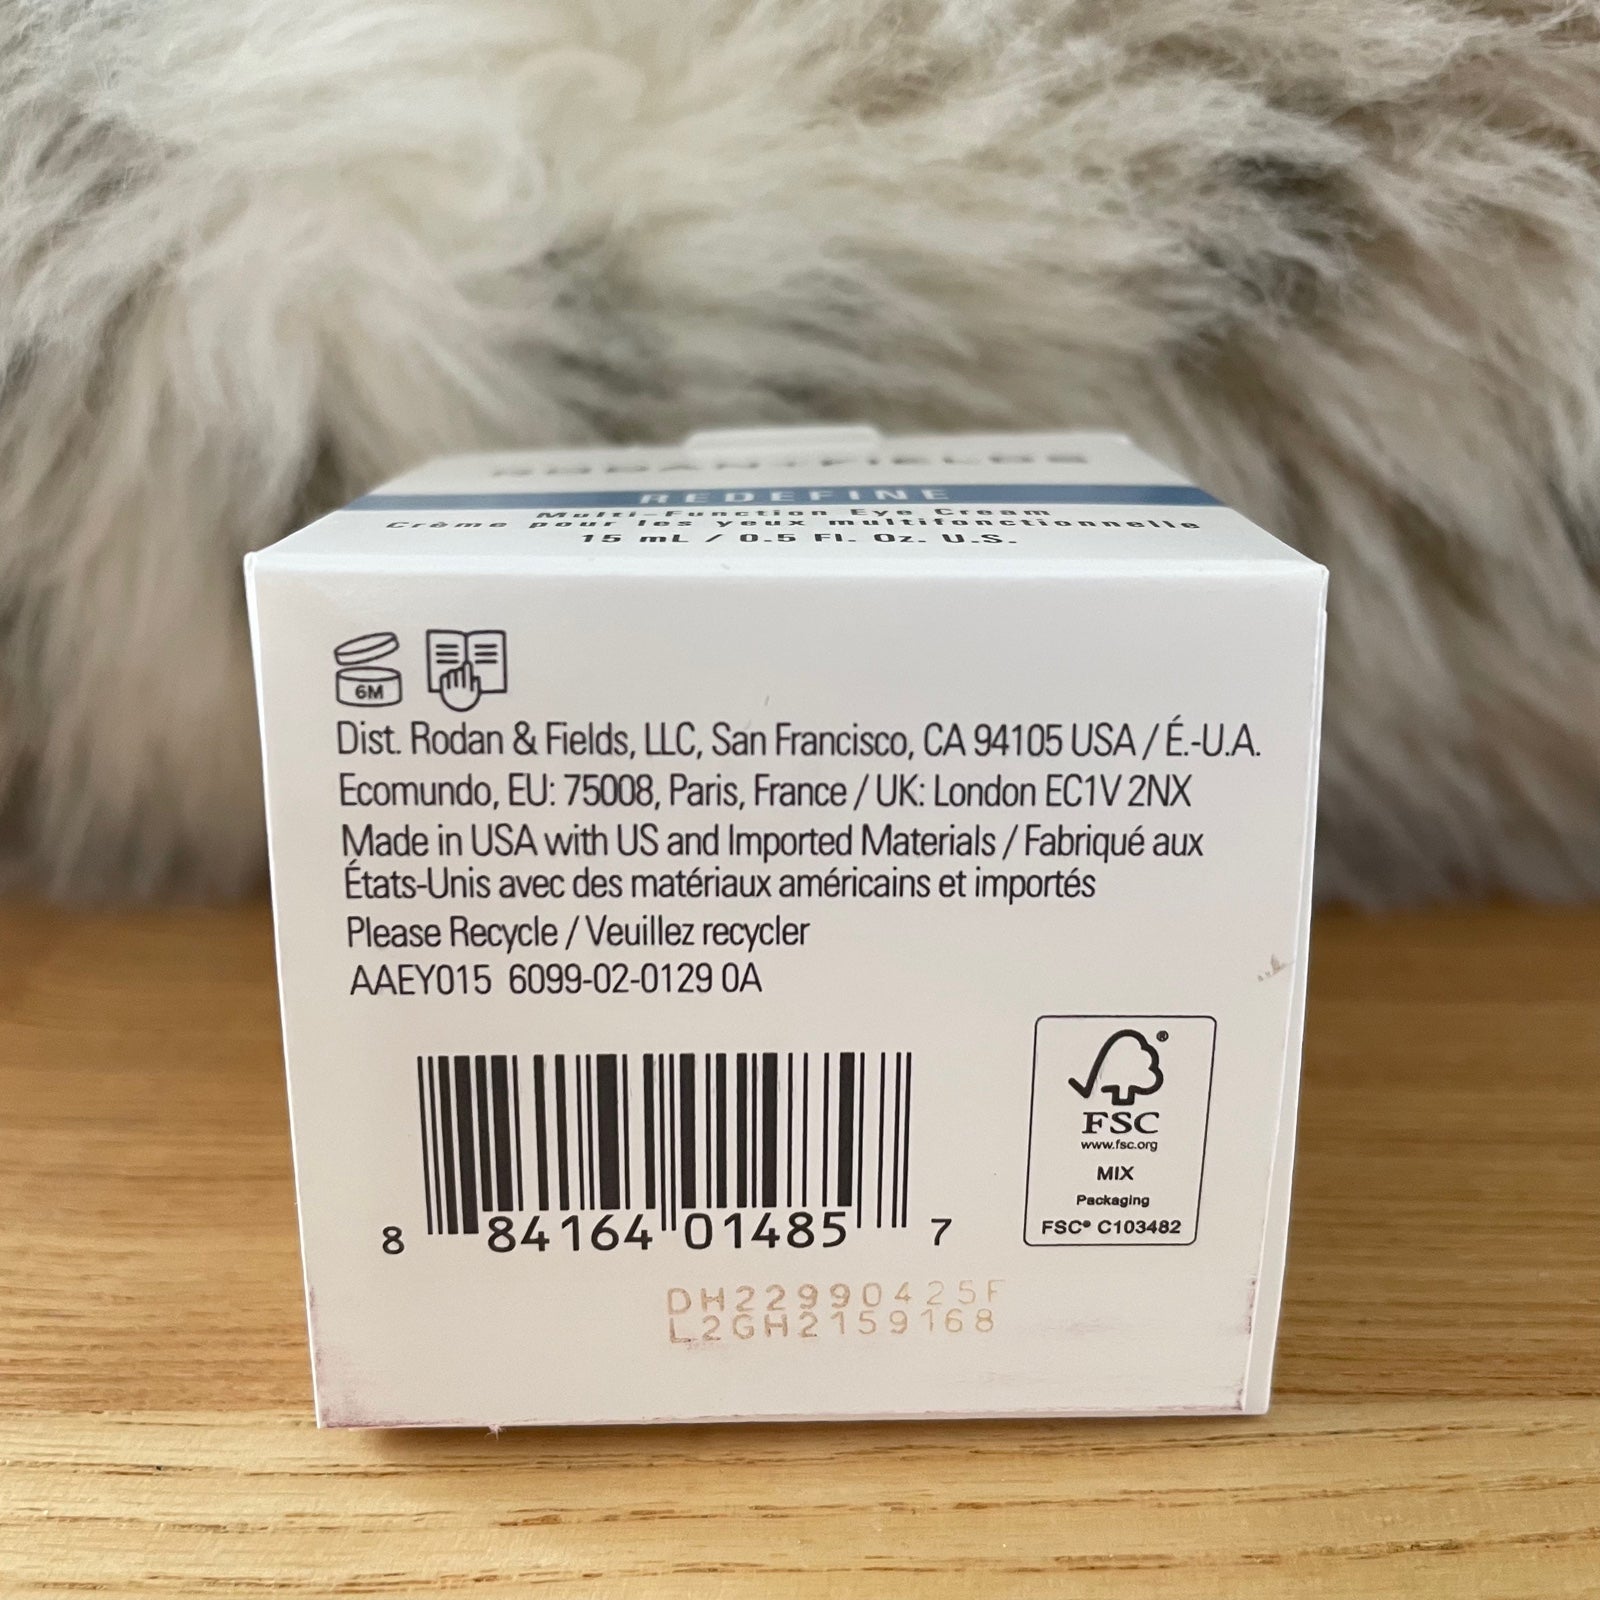 RODAN + FIELDS
REDEFINE
Multi-Function Eye Cream
Crème pour les yeux multifonctionnelle
15 mL / 0.5 Fl. Oz. U.S.
6M
Dist. Rodan & Fields, LLC, San Francisco, CA 94105 USA / É.-U.A.
Ecomundo, EU: 75008, Paris, France / UK: London EC1V 2NX
Made in USA with US and Imported Materials / Fabriqué aux
États-Unis avec des matériaux américains et importés
Please Recycle / Veuillez recycler
AAEY015 6099-02-0129 0A
8 84164 01485 7
®
FSC
www.fsc.org
MIX
Packaging
FSC® C103482
DH22990425F
L2GH2159168